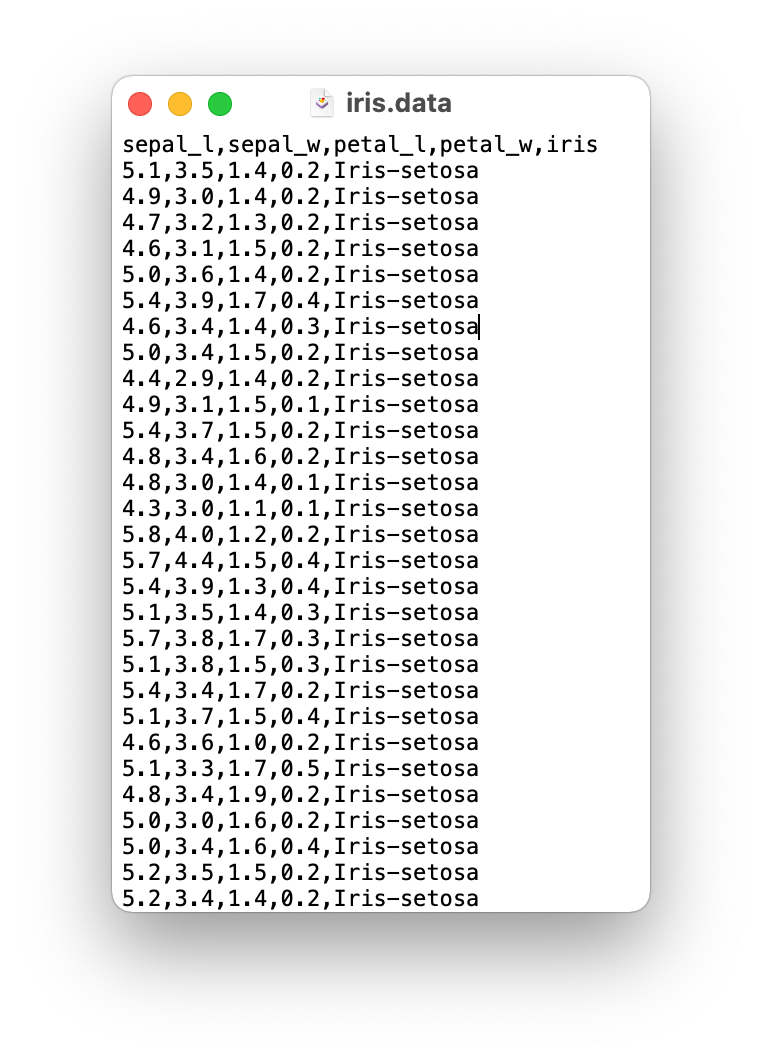 iris.data
sepal_l,sepal_w,petal_l,petal_w,iris
5.1,3.5,1.4,0.2,Iris-setosa
4.9,3.0,1.4,0.2,Iris-setosa
4.7,3.2,1.3,0.2,Iris-setosa
4.6,3.1,1.5,0.2,Iris-setosa
5.0,3.6,1.4,0.2,Iris-setosa
5.4,3.9,1.7,0.4,Iris-setosa
4.6,3.4,1.4,0.3,Iris-setosa
5.0,3.4,1.5,0.2,Iris-setosa
4.4,2.9,1.4,0.2,Iris-setosa
4.9,3.1,1.5,0.1,Iris-setosa
5.4,3.7,1.5,0.2,Iris-setosa
4.8,3.4,1.6,0.2,Iris-setosa
4.8,3.0,1.4,0.1,Iris-setosa
4.3,3.0,1.1,0.1,Iris-setosa
5.8,4.0,1.2,0.2,Iris-setosa
5.7,4.4,1.5,0.4,Iris-setosa
5.4,3.9,1.3,0.4,Iris-setosa
5.1,3.5,1.4,0.3,Iris-setosa
5.7,3.8,1.7,0.3,Iris-setosa
5.1,3.8,1.5,0.3,Iris-setosa
5.4,3.4,1.7,0.2,Iris-setosa
5.1,3.7,1.5,0.4,Iris-setosa
4.6,3.6,1.0,0.2,Iris-setosa
5.1,3.3,1.7,0.5,Iris-setosa
4.8,3.4,1.9,0.2,Iris-setosa
5.0,3.0,1.6,0.2,Iris-setosa
5.0,3.4,1.6,0.4,Iris-setosa
5.2,3.5,1.5,0.2,Iris-setosa
5.2,3.4,1.4,0.2,Iris-setosa